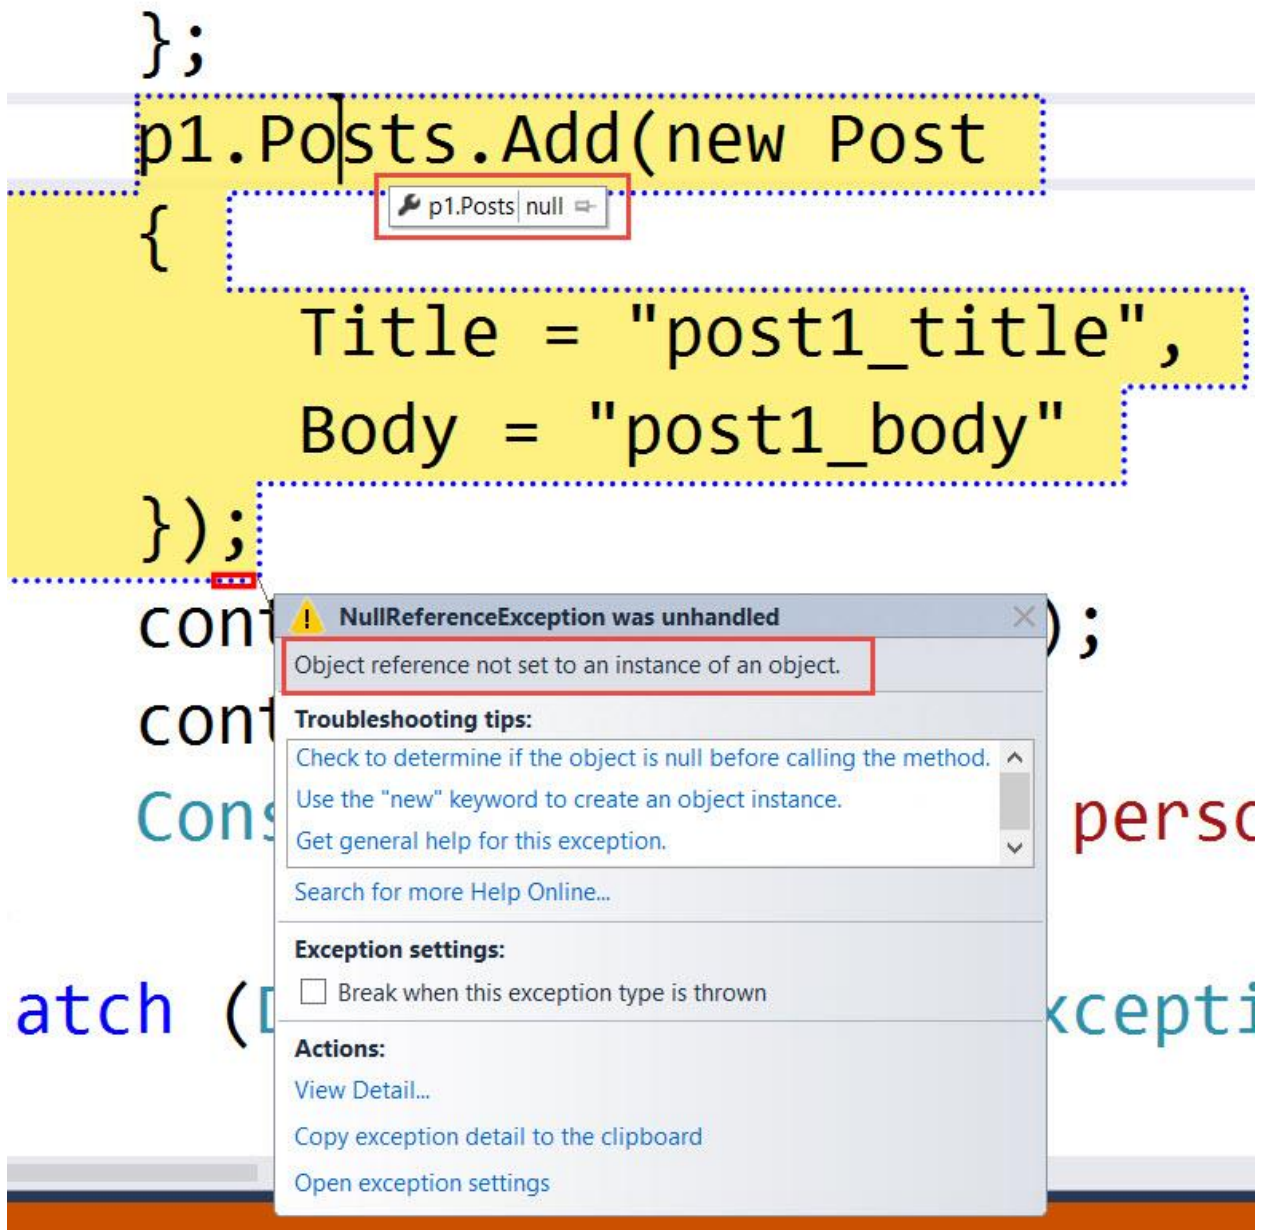 };
p1.Posts.Add(new Post
p1.Posts null
{
Title = "post1_title",
Body = "post1_body"
});
NullReferenceException was unhandled
);
Object reference not set to an instance of an object.
Troubleshooting tips:
Check to determine if the object is null before calling the method.
Use the "new" keyword to create an object instance.
Get general help for this exception.
Search for more Help Online...
Exception settings:
Break when this exception type is thrown
atch (
Actions:
View Detail...
Copy exception detail to the clipboard
Open exception settings